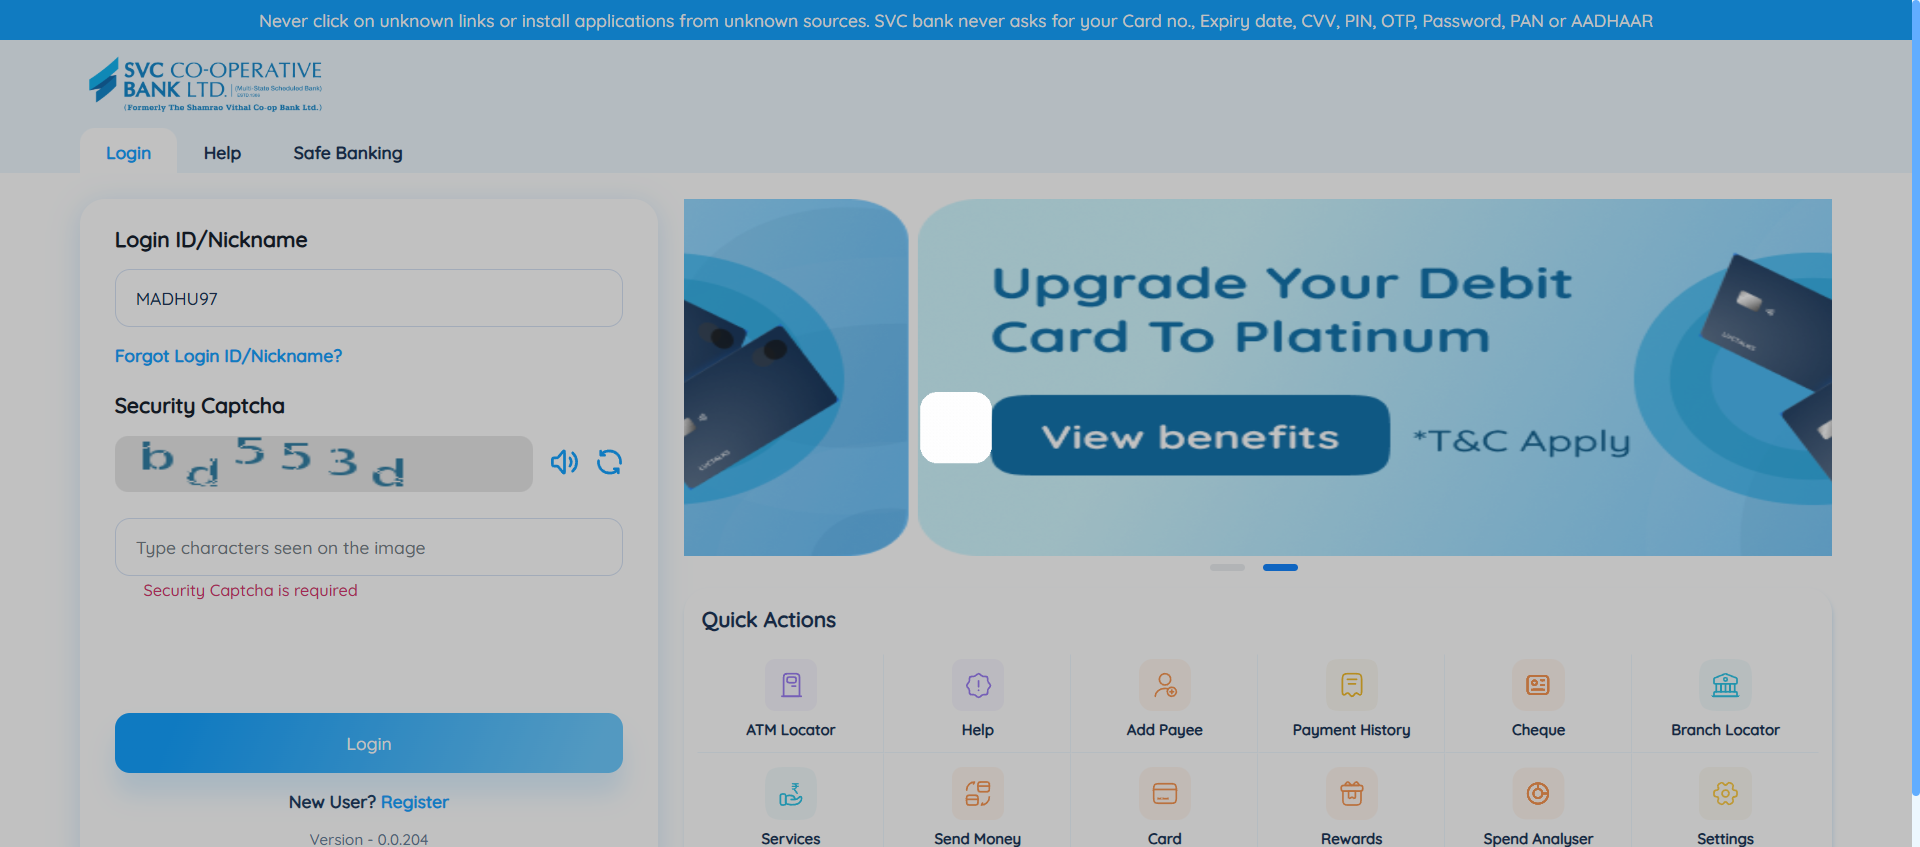 Never click on unknown links or install applications from unknown sources. SVC bank never asks for your Card no., Expiry date, CVV, PIN, OTP, Password, PAN or AADHAAR
SVC CO-OPERATIVE
BANK LTD. (Multi-State Scheduled Bank)
(Formerly The Shamrao Vithal Co-op Bank Ltd.)
Login
Help
Safe Banking
Login ID/Nickname
MADHU97
Forgot Login ID/Nickname?
Security Captcha
bd553d
Type characters seen on the image
Security Captcha is required
Login
New User? Register
Version - 0.0.204
Upgrade Your Debit
Card To Platinum
View benefits
*T&C Apply
Quick Actions
ATM Locator
Help
Add Payee
Payment History
Cheque
Branch Locator
Services
Send Money
Card
Rewards
Spend Analyser
Settings